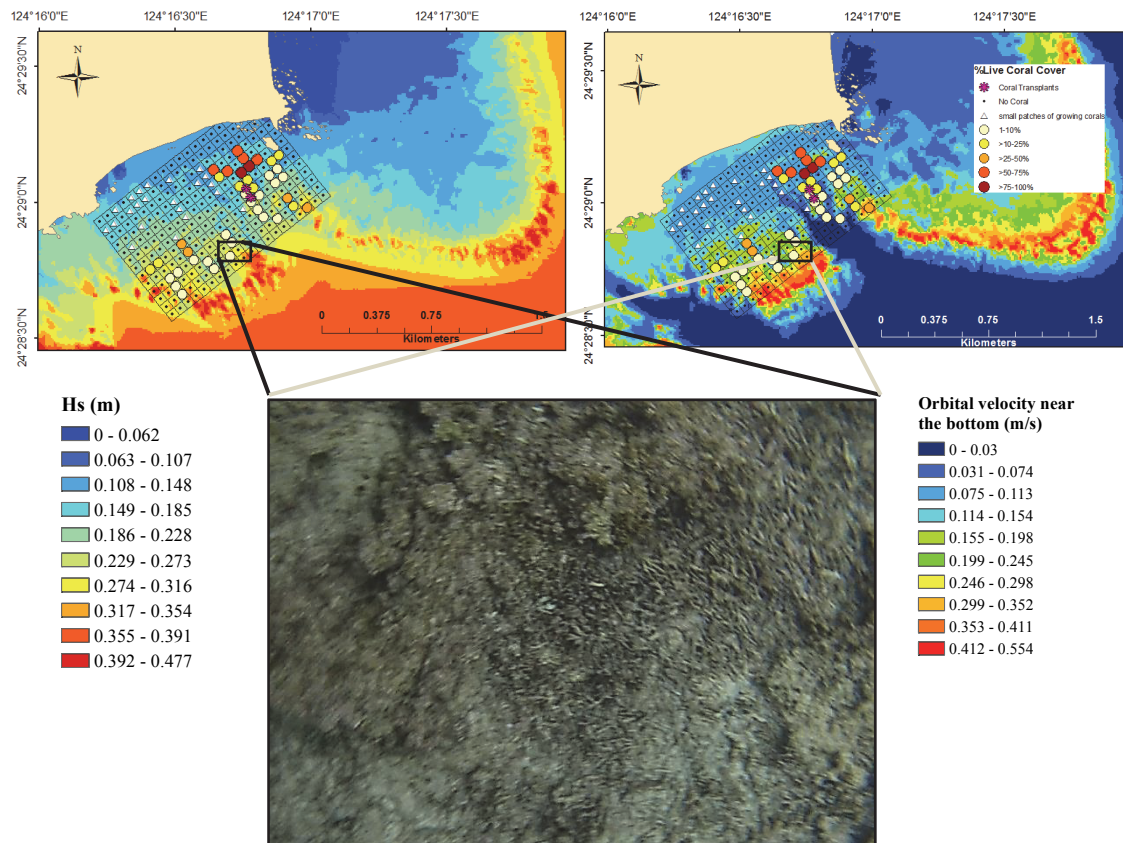 124°16'0"E 124°16'30"E 124°17'0"E 124°17'30"E
124°16'0"E 124°16'30"E 124°17'0"E 124°17'30"E
24°29'30"N
24°29'0"N
24°28'30"N
N
0 0.375 0.75 1.5
Kilometers
24°29'30"N
24°29'0"N
24°28'30"N
N
%Live Coral Cover
Coral Transplants
No Coral
small patches of growing corals
1-10%
>10-25%
>25-50%
>50-75%
>75-100%
0 0.375 0.75 1.5
Kilometers
Hs (m)
0 - 0.062
0.063 - 0.107
0.108 - 0.148
0.149 - 0.185
0.186 - 0.228
0.229 - 0.273
0.274 - 0.316
0.317 - 0.354
0.355 - 0.391
0.392 - 0.477
Orbital velocity near
the bottom (m/s)
0 - 0.03
0.031 - 0.074
0.075 - 0.113
0.114 - 0.154
0.155 - 0.198
0.199 - 0.245
0.246 - 0.298
0.299 - 0.352
0.353 - 0.411
0.412 - 0.554